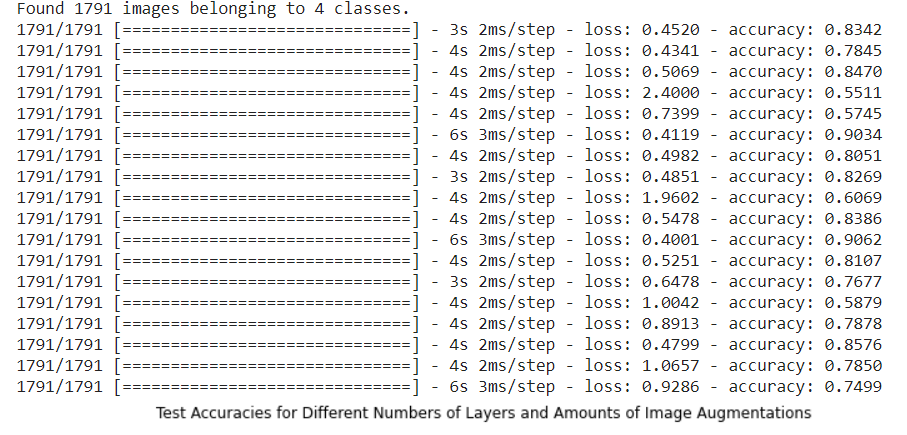 Found 1791 images belonging to 4 classes.
1791/1791 [==============================] - 3s 2ms/step - loss: 0.4520 - accuracy: 0.8342
1791/1791 [==============================] - 4s 2ms/step - loss: 0.4341 - accuracy: 0.7845
1791/1791 [==============================] - 4s 2ms/step - loss: 0.5069 - accuracy: 0.8470
1791/1791 [==============================] - 4s 2ms/step - loss: 2.4000 - accuracy: 0.5511
1791/1791 [==============================] - 4s 2ms/step - loss: 0.7399 - accuracy: 0.5745
1791/1791 [==============================] - 6s 3ms/step - loss: 0.4119 - accuracy: 0.9034
1791/1791 [==============================] - 4s 2ms/step - loss: 0.4982 - accuracy: 0.8051
1791/1791 [==============================] - 3s 2ms/step - loss: 0.4851 - accuracy: 0.8269
1791/1791 [==============================] - 4s 2ms/step - loss: 1.9602 - accuracy: 0.6069
1791/1791 [==============================] - 4s 2ms/step - loss: 0.5478 - accuracy: 0.8386
1791/1791 [==============================] - 6s 3ms/step - loss: 0.4001 - accuracy: 0.9062
1791/1791 [==============================] - 4s 2ms/step - loss: 0.5251 - accuracy: 0.8107
1791/1791 [==============================] - 3s 2ms/step - loss: 0.6478 - accuracy: 0.7677
1791/1791 [==============================] - 4s 2ms/step - loss: 1.0042 - accuracy: 0.5879
1791/1791 [==============================] - 4s 2ms/step - loss: 0.8913 - accuracy: 0.7878
1791/1791 [==============================] - 4s 2ms/step - loss: 0.4799 - accuracy: 0.8576
1791/1791 [==============================] - 4s 2ms/step - loss: 1.0657 - accuracy: 0.7850
1791/1791 [==============================] - 6s 3ms/step - loss: 0.9286 - accuracy: 0.7499
Test Accuracies for Different Numbers of Layers and Amounts of Image Augmentations